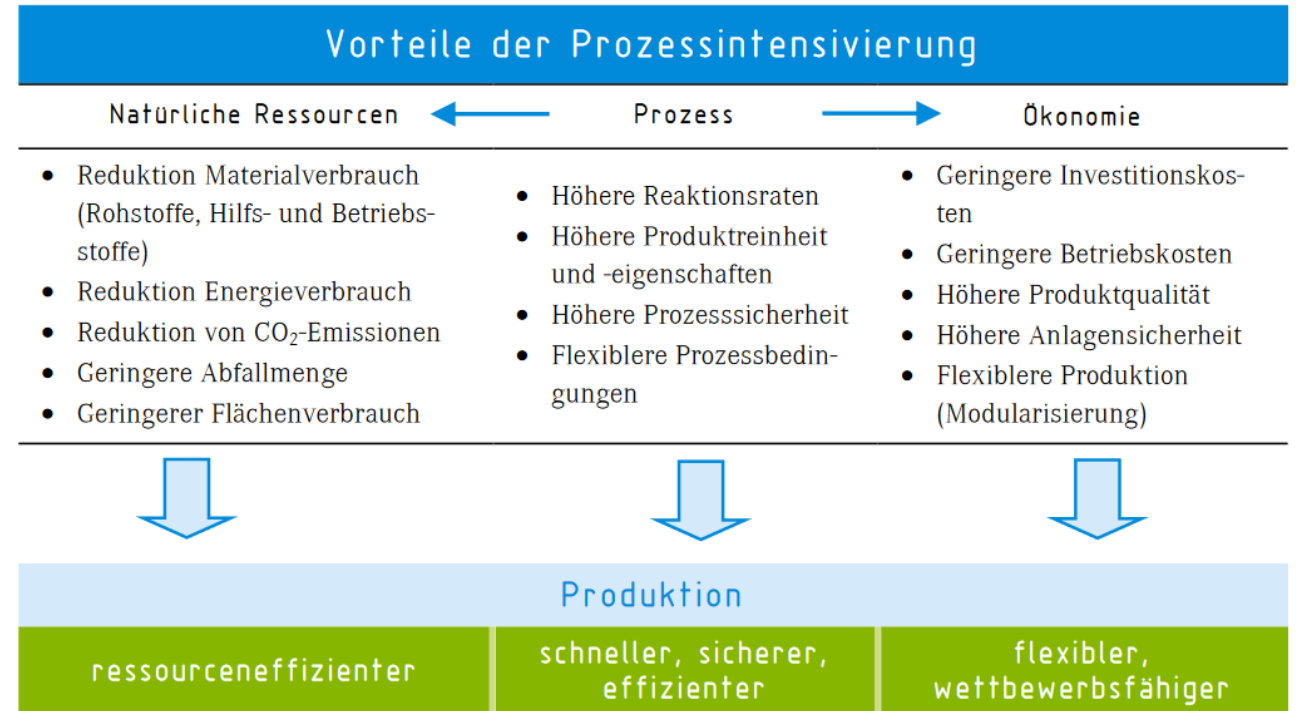 Vorteile der Prozessintensivierung
Natürliche Ressourcen
Prozess
Ökonomie
• Reduktion Materialverbrauch
(Rohstoffe, Hilfs- und Betriebs-
stoffe)
• Reduktion Energieverbrauch
• Reduktion von CO₂-Emissionen
• Geringere Abfallmenge
• Geringerer Flächenverbrauch
• Höhere Reaktionsraten
• Höhere Produktreinheit
und -eigenschaften
• Höhere Prozesssicherheit
• Flexiblere Prozessbedin-
gungen
• Geringere Investitionskos-
ten
• Geringere Betriebskosten
• Höhere Produktqualität
• Höhere Anlagensicherheit
• Flexiblere Produktion
(Modularisierung)
Produktion
ressourceneffizienter
schneller, sicherer,
effizienter
flexibler,
wettbewerbsfähiger